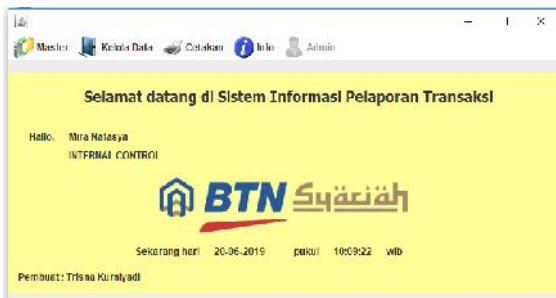 Master Kelola Data Cetakan Info Admin
Selamat datang di Sistem Informasi Pelaporan Transaksi
Hallo, Mira Natasya
INTERNAL CONTROL
BTN Syariah
Sekarang hari 20-06-2019 pukul 10:09:22 wib
Pembuat : Trisna Kurniyadi